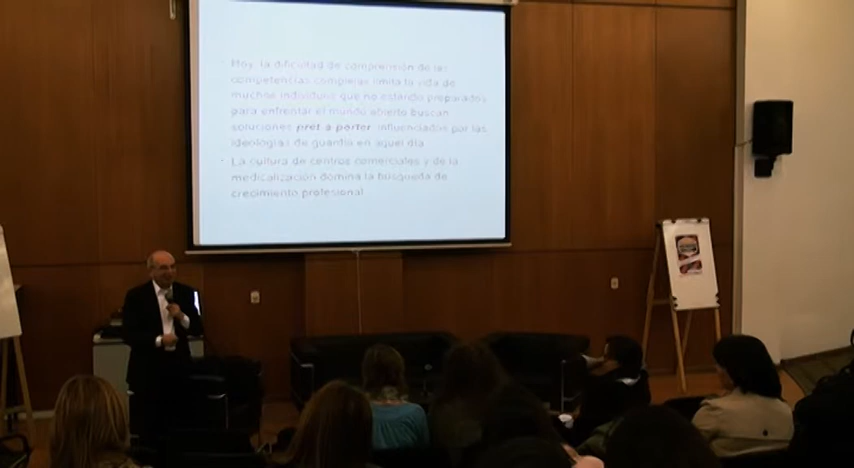 · Hoy, la dificultad de comprensión de las
competencias complejas limita la vida de
muchos individuos que no estando preparados
para enfrentar el mundo abierto buscan
soluciones pret a porter influenciados por las
ideologías de guardia en aquel día
· La cultura de centros comerciales y de la
medicalización domina la búsqueda de
crecimiento profesional